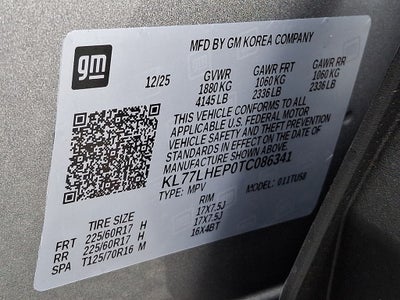 gm
MFD BY GM KOREA COMPANY
12/25 GVWR GAWR FRT GAWR RR
1880 KG 1060 KG 1060 KG
4145 LB 2336 LB 2336 LB
THIS VEHICLE CONFORMS TO ALL
APPLICABLE U.S. FEDERAL MOTOR
VEHICLE SAFETY AND THEFT PREVENTION
STANDARDS IN EFFECT ON THE DATE OF
MANUFACTURE SHOWN ABOVE.
KL77LHEP0TC086341
TYPE: MPV MODEL: 011TU58
TIRE SIZE RIM
FRT 225/60R17 H 17X7.5J
RR 225/60R17 H 17X7.5J
SPA T125/70R16 M 16X4BT